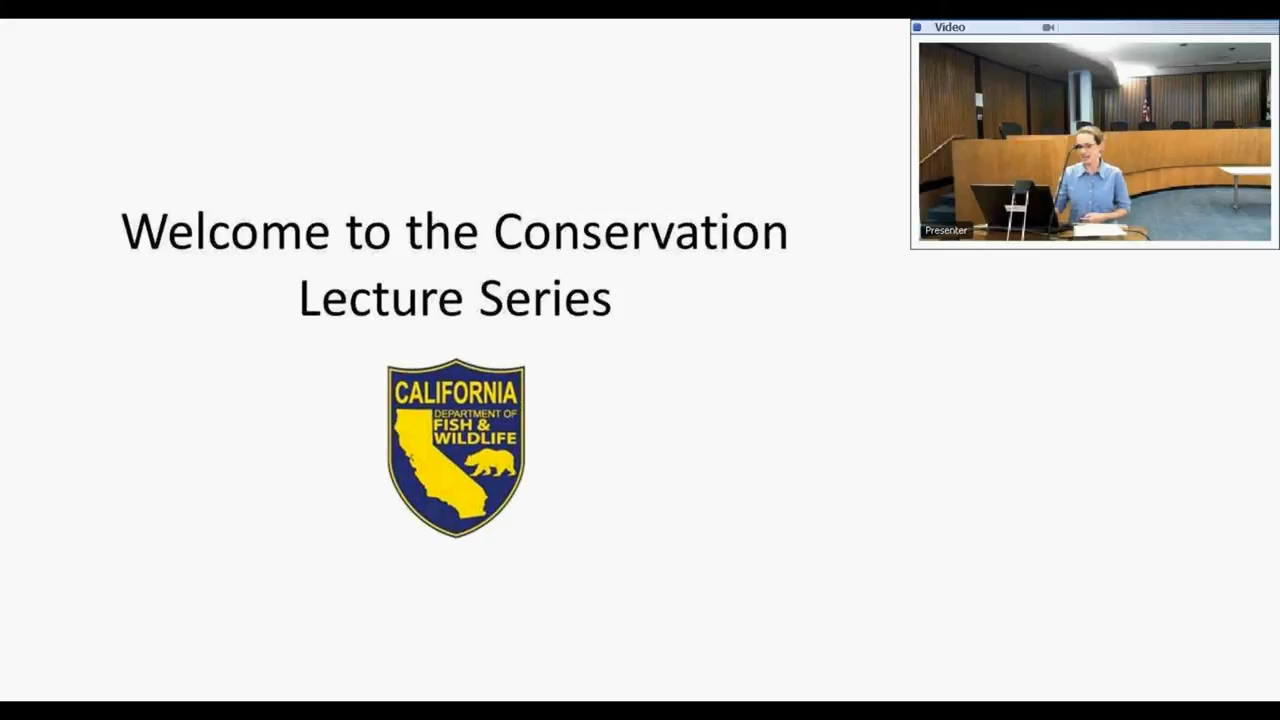 Video
Presenter
Welcome to the Conservation
Lecture Series
CALIFORNIA
DEPARTMENT OF
FISH &
WILDLIFE